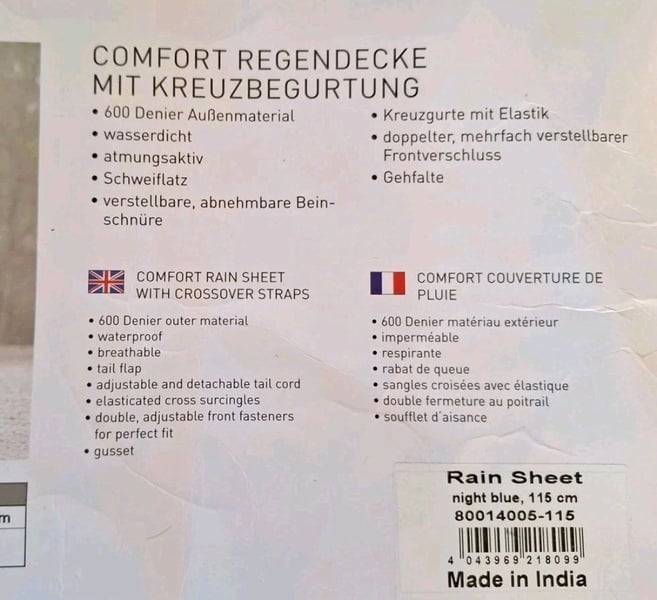 COMFORT REGENDECKE
MIT KREUZBEGURTUNG
• 600 Denier Außenmaterial
• wasserdicht
• atmungsaktiv
• Schweiflatz
• verstellbare, abnehmbare Bein-
schnüre
• Kreuzgurte mit Elastik
• doppelter, mehrfach verstellbarer
Frontverschluss
• Gehfalte
COMFORT RAIN SHEET
WITH CROSSOVER STRAPS
• 600 Denier outer material
• waterproof
• breathable
• tail flap
• adjustable and detachable tail cord
• elasticated cross surcingles
• double, adjustable front fasteners
for perfect fit
• gusset
COMFORT COUVERTURE DE
PLUIE
• 600 Denier matériau extérieur
• imperméable
• respirante
• rabat de queue
• sangles croisées avec élastique
• double fermeture au poitrail
• soufflet d'aisance
m
Rain Sheet
night blue, 115 cm
80014005-115
4 043969 218099
Made in India